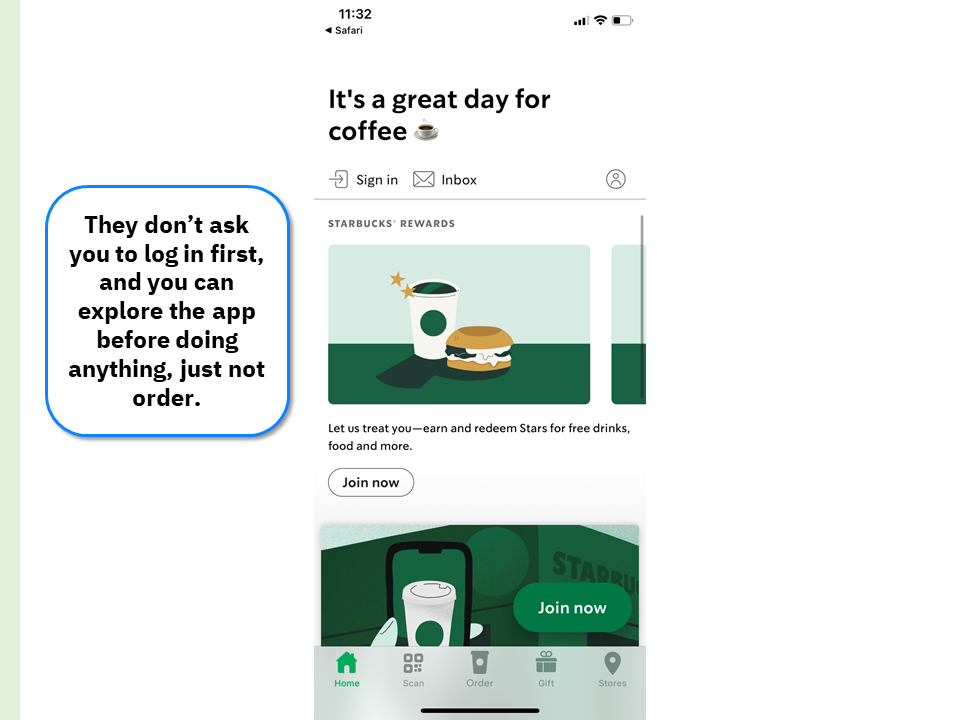 11:32
◀ Safari
It's a great day for
coffee ☕
Sign in
Inbox
STARBUCKS® REWARDS
They don’t ask
you to log in first,
and you can
explore the app
before doing
anything, just not
order.
Let us treat you—earn and redeem Stars for free drinks,
food and more.
Join now
STARBU
Join now
Home
Scan
Order
Gift
Stores